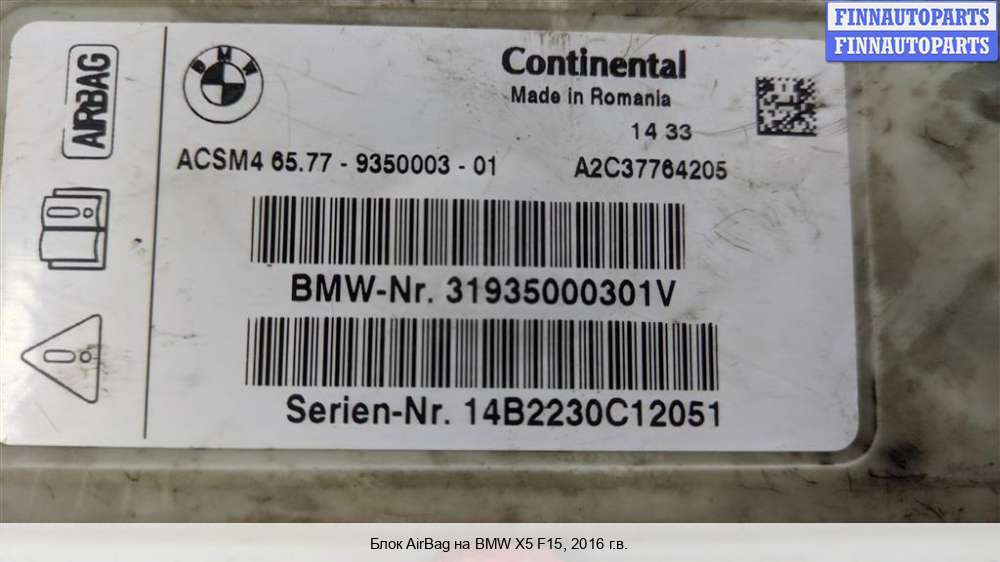 FINNAUTOPARTS
FINNAUTOPARTS
AIRBAG
BMW
Continental
Made in Romania
14 33
ACSM4 65.77 - 9350003 - 01
A2C37764205
BMW-Nr. 31935000301V
Serien-Nr. 14B2230C12051
Блок AirBag на BMW X5 F15, 2016 г.в.